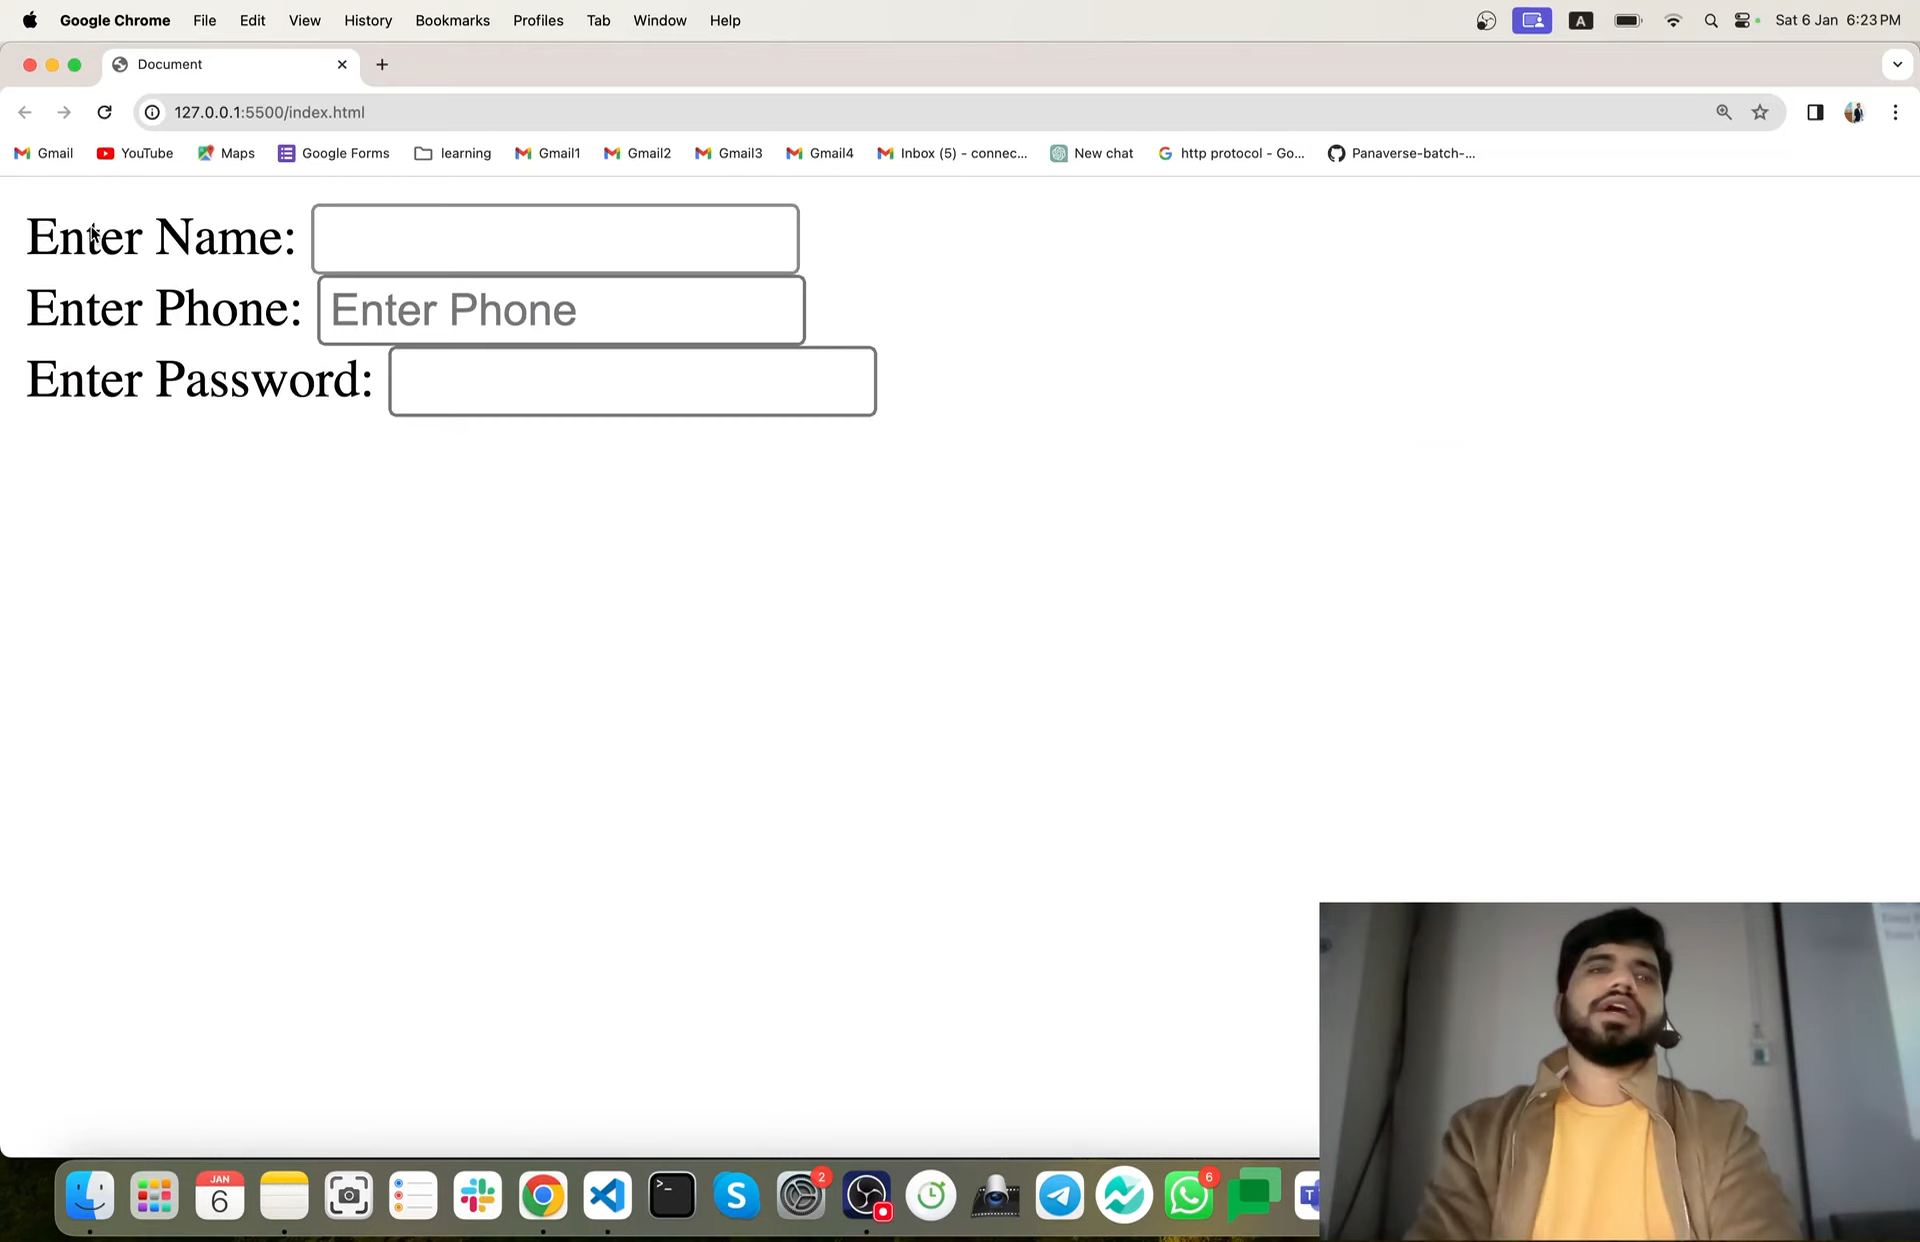 Google Chrome File Edit View History Bookmarks Profiles Tab Window Help A Sat 6 Jan 6:23 PM
Document
127.0.0.1:5500/index.html
Gmail YouTube Maps Google Forms learning Gmail1 Gmail2 Gmail3 Gmail4 Inbox (5) - connec... New chat http protocol - Go... Panaverse-batch-...
Enter Name:
Enter Phone: Enter Phone
Enter Password:
JAN 2 6
6 >_ S T